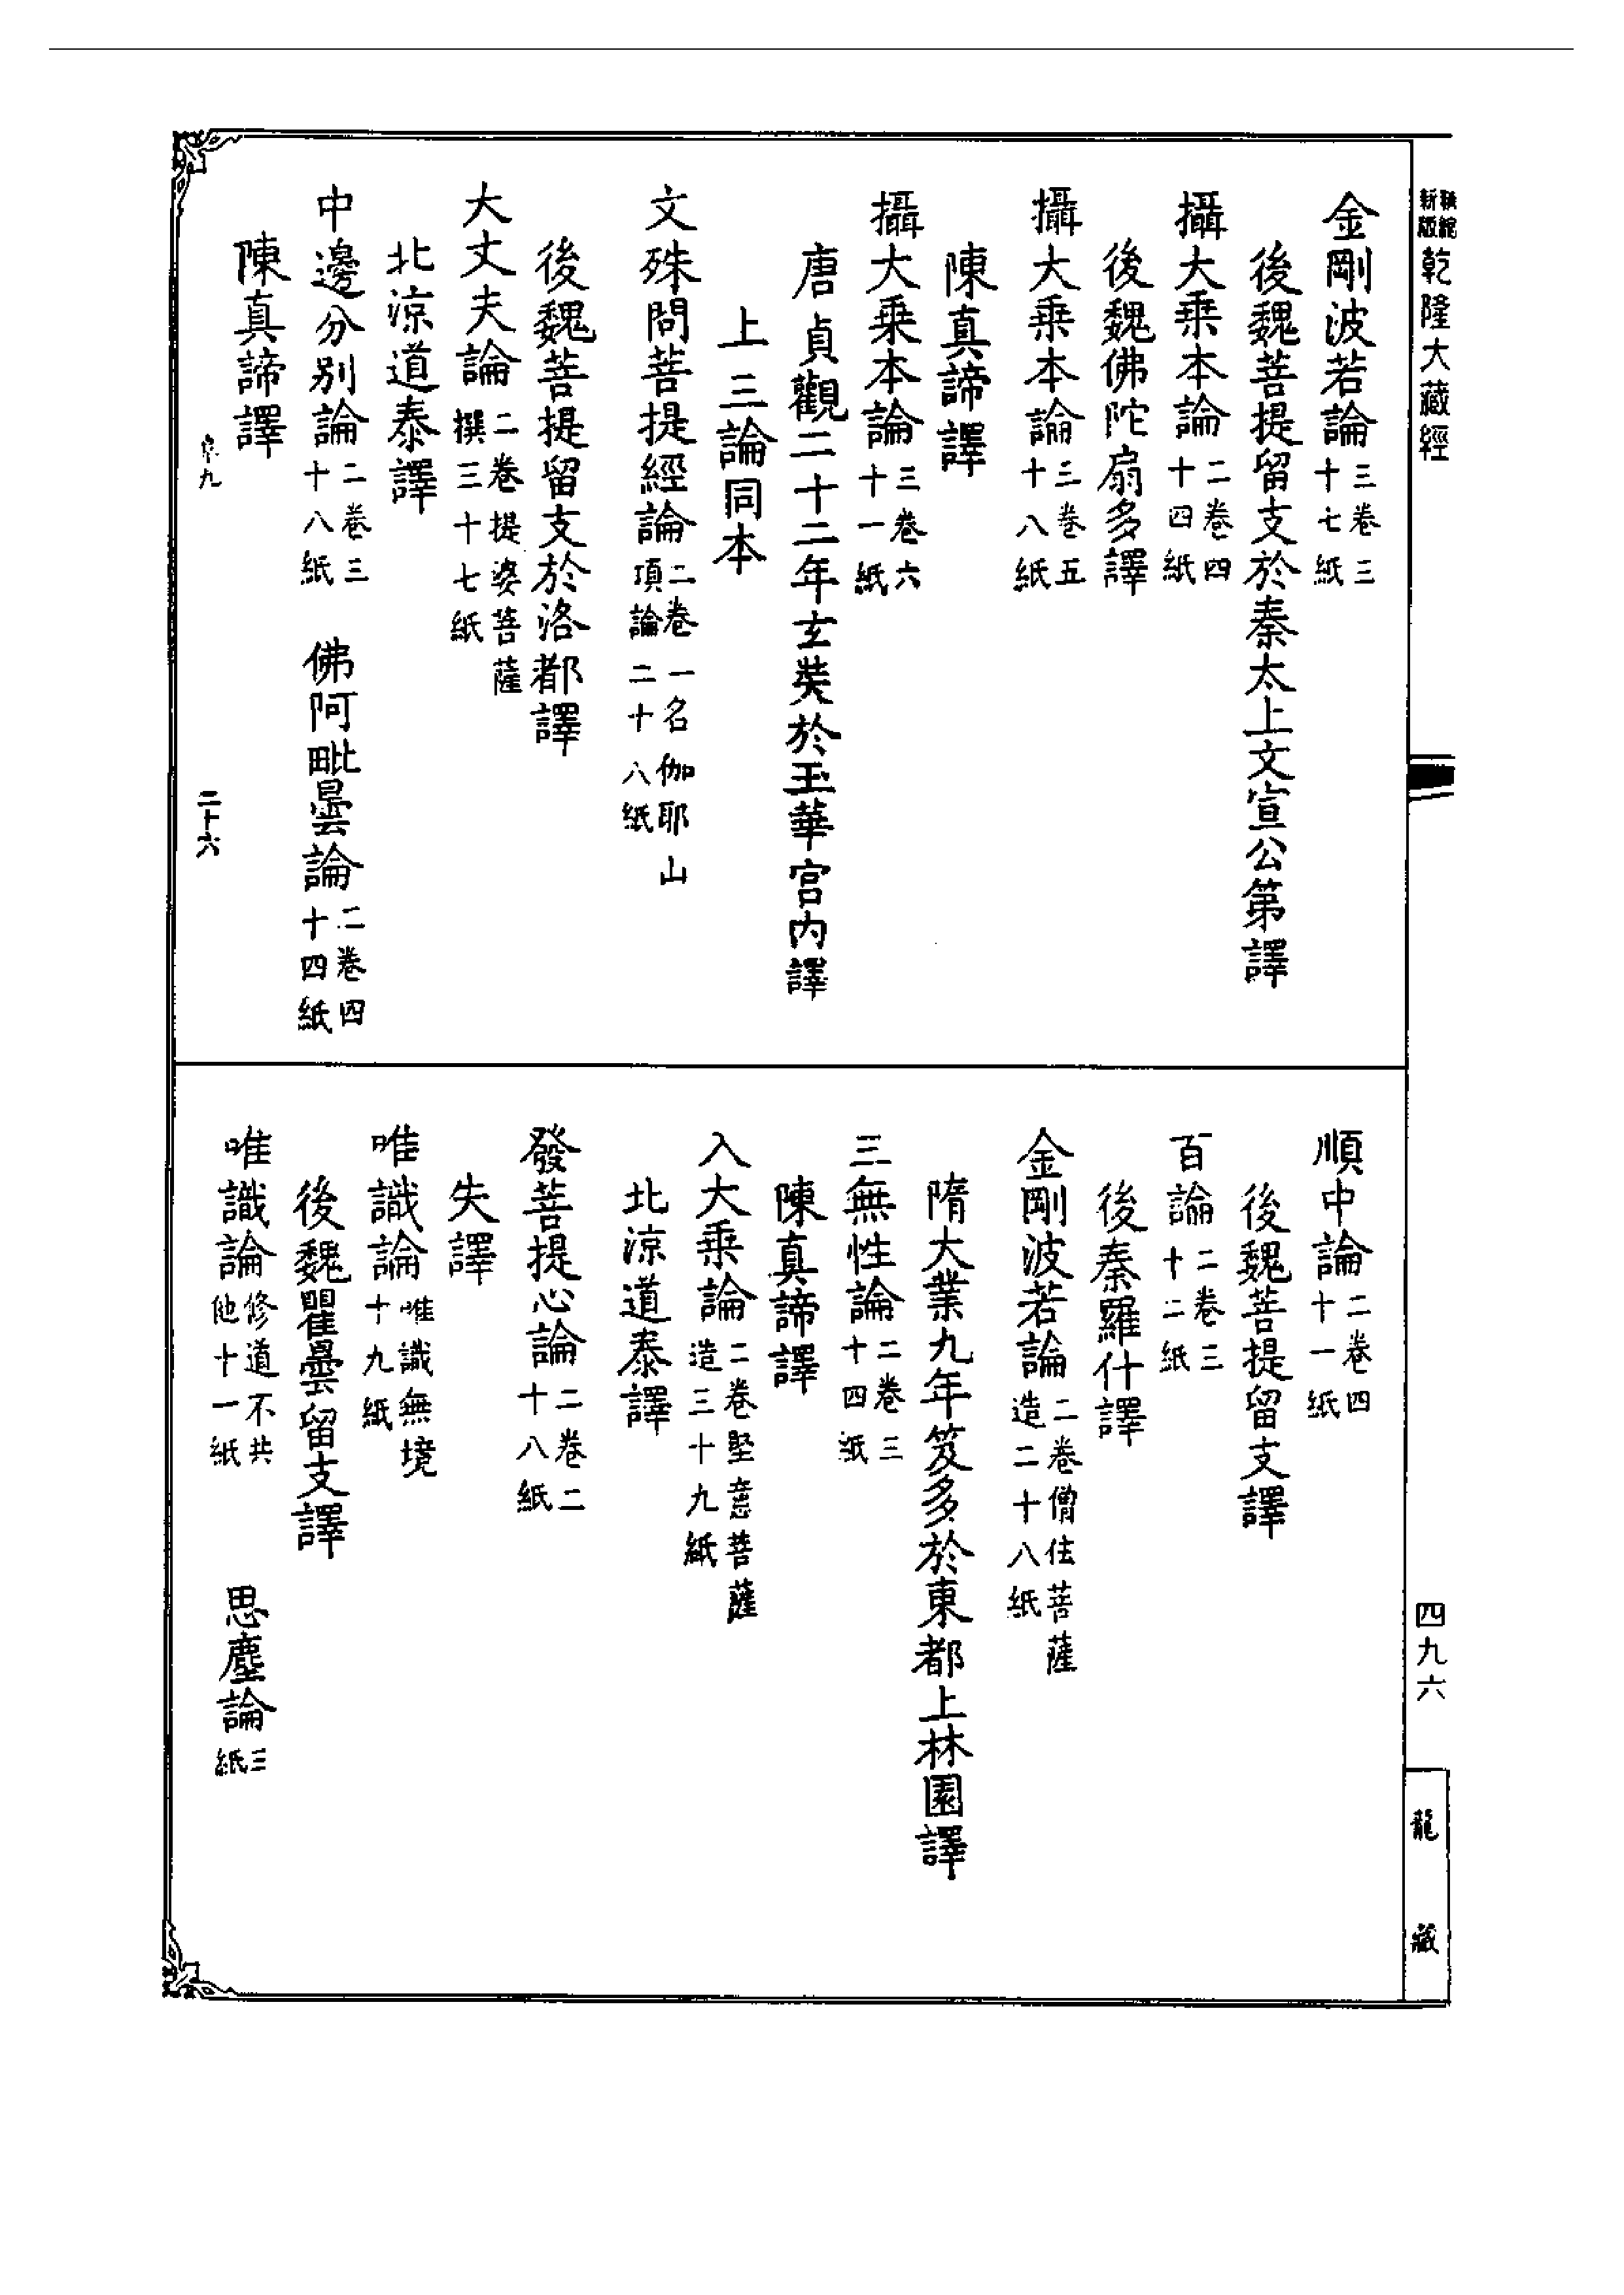 新版 乾隆大藏經
金剛波若論三卷三十七紙
後魏菩提留支於秦太上文宣公第譯
攝大乘本論二卷四十四紙
後魏佛陀扇多譯
攝大乘本論三卷五十八紙
陳真諦譯
攝大乘本論三卷六十一紙
唐貞觀二十二年玄奘於玉華宮內譯
上三論同本
文殊問菩提經論二卷一名伽耶山項論二十八紙
後魏菩提留支於洛都譯
大丈夫論二卷提婆菩薩撰三十七紙
北涼道泰譯
中邊分別論二卷三十八紙 佛阿毗曇論二卷四十四紙
陳真諦譯
九
二十六
順中論二卷四十一紙
後魏菩提留支譯
百論二卷三十二紙
後秦羅什譯
金剛波若論二卷僧佉菩薩造二十八紙
隋大業九年笈多於東都上林園譯
三無性論二卷三十四紙
陳真諦譯
入大乘論二卷堅意菩薩造三十九紙
北涼道泰譯
發菩提心論二卷二十八紙
失譯
唯識論唯識無境十九紙
後魏瞿曇留支譯
唯識論修道不共他十一紙 思塵論三紙
四九六
龍藏